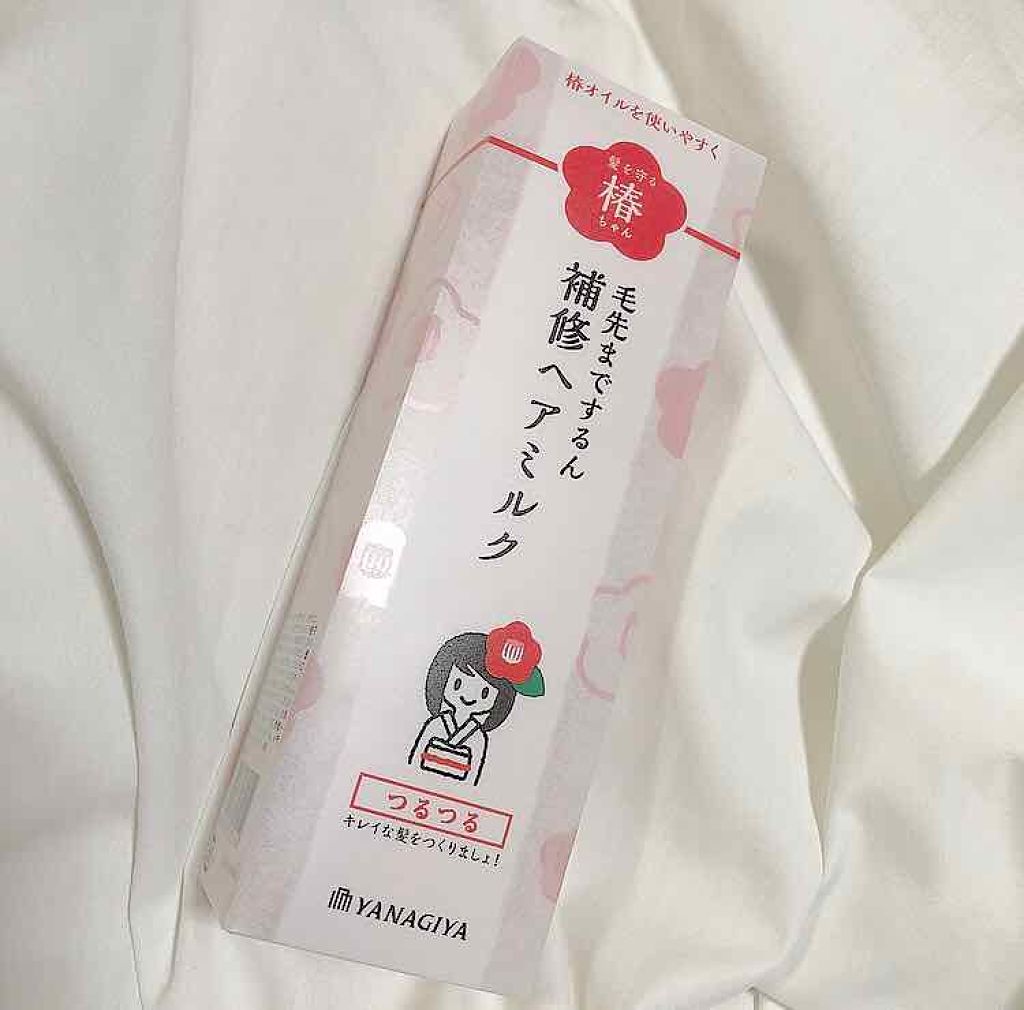 椿オイルを使いやすく
髪を守る
椿
ちゃん
毛先までするん
補修ヘアミルク
つるつる
キレイな髪をつくりましょ!
YANAGIYA